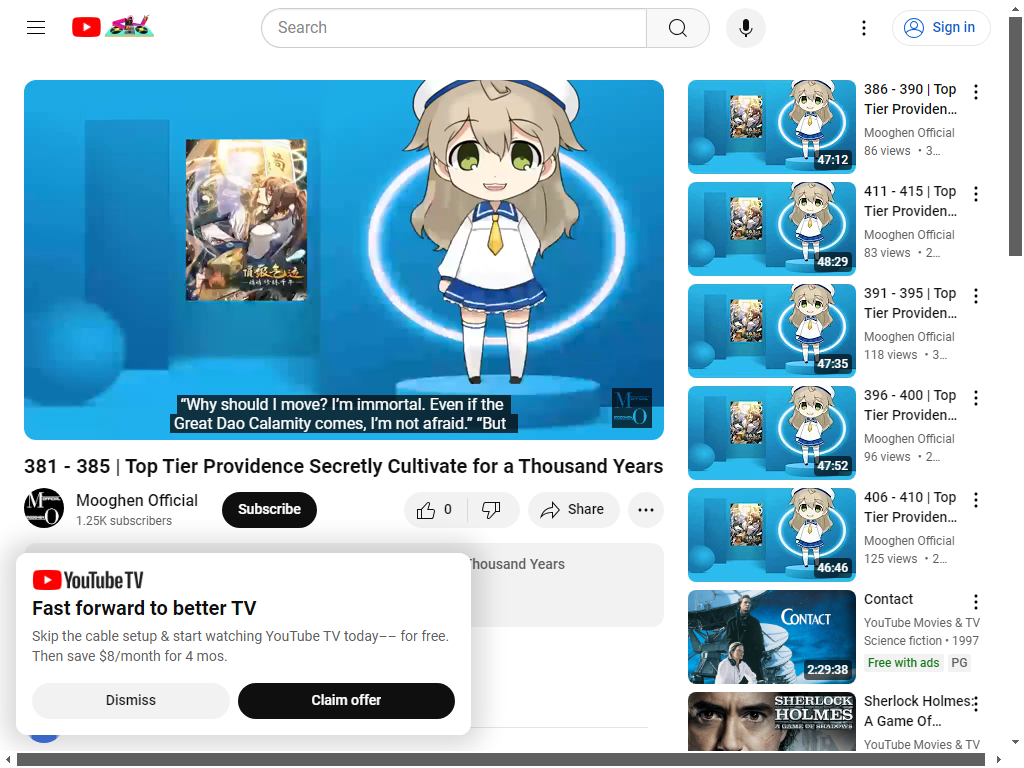 Search
Sign in
“Why should I move? I’m immortal. Even if the
Great Dao Calamity comes, I’m not afraid.” “But
381 - 385 | Top Tier Providence Secretly Cultivate for a Thousand Years
Mooghen Official
1.25K subscribers
Subscribe
0
Share
Thousand Years
YouTube TV
Fast forward to better TV
Skip the cable setup & start watching YouTube TV today–– for free.
Then save $8/month for 4 mos.
Dismiss
Claim offer
386 - 390 | Top
Tier Providen...
Mooghen Official
86 views • 3...
47:12
411 - 415 | Top
Tier Providen...
Mooghen Official
83 views • 2...
48:29
391 - 395 | Top
Tier Providen...
Mooghen Official
118 views • 3...
47:35
396 - 400 | Top
Tier Providen...
Mooghen Official
96 views • 2...
47:52
406 - 410 | Top
Tier Providen...
Mooghen Official
125 views • 2...
46:46
CONTACT
2:29:38
Contact
YouTube Movies & TV
Science fiction • 1997
Free with ads PG
SHERLOCK
HOLMES
A GAME OF SHADOWS
Sherlock Holmes:
A Game Of...
YouTube Movies & TV